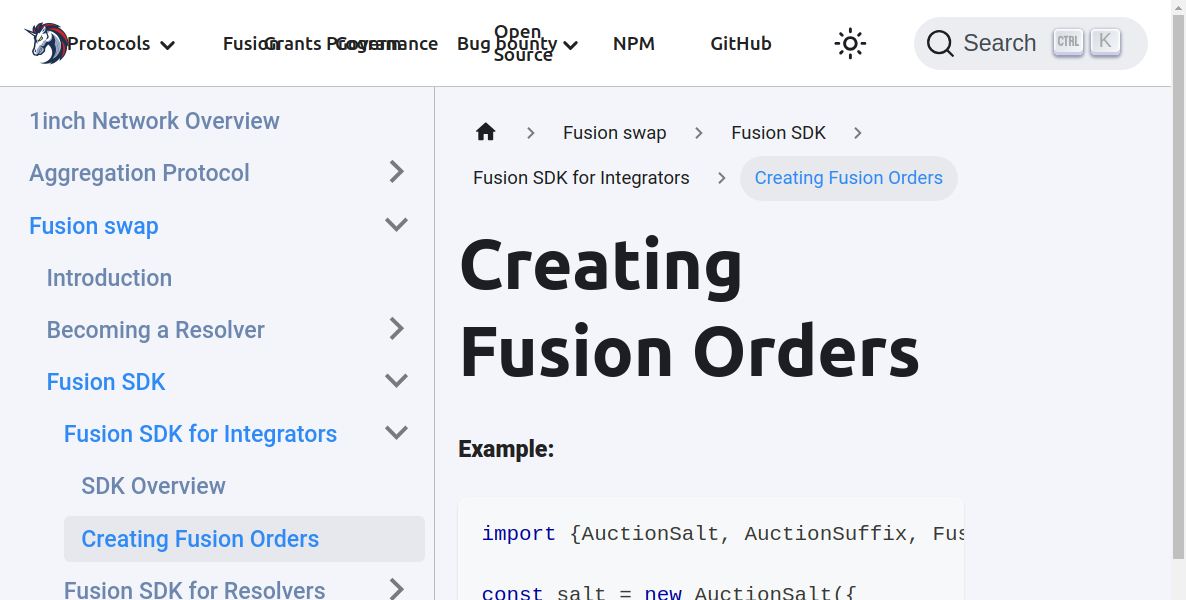 Protocols Fusion Grants Program Governance Bug bounty Open Source NPM GitHub Search CTRL K
1inch Network Overview
Aggregation Protocol
Fusion swap
Introduction
Becoming a Resolver
Fusion SDK
Fusion SDK for Integrators
SDK Overview
Creating Fusion Orders
Fusion SDK for Resolvers
Fusion swap
Fusion SDK
Fusion SDK for Integrators
Creating Fusion Orders
Creating
Fusion Orders
Example:
import {AuctionSalt, AuctionSuffix, Fus
const salt = new AuctionSalt({